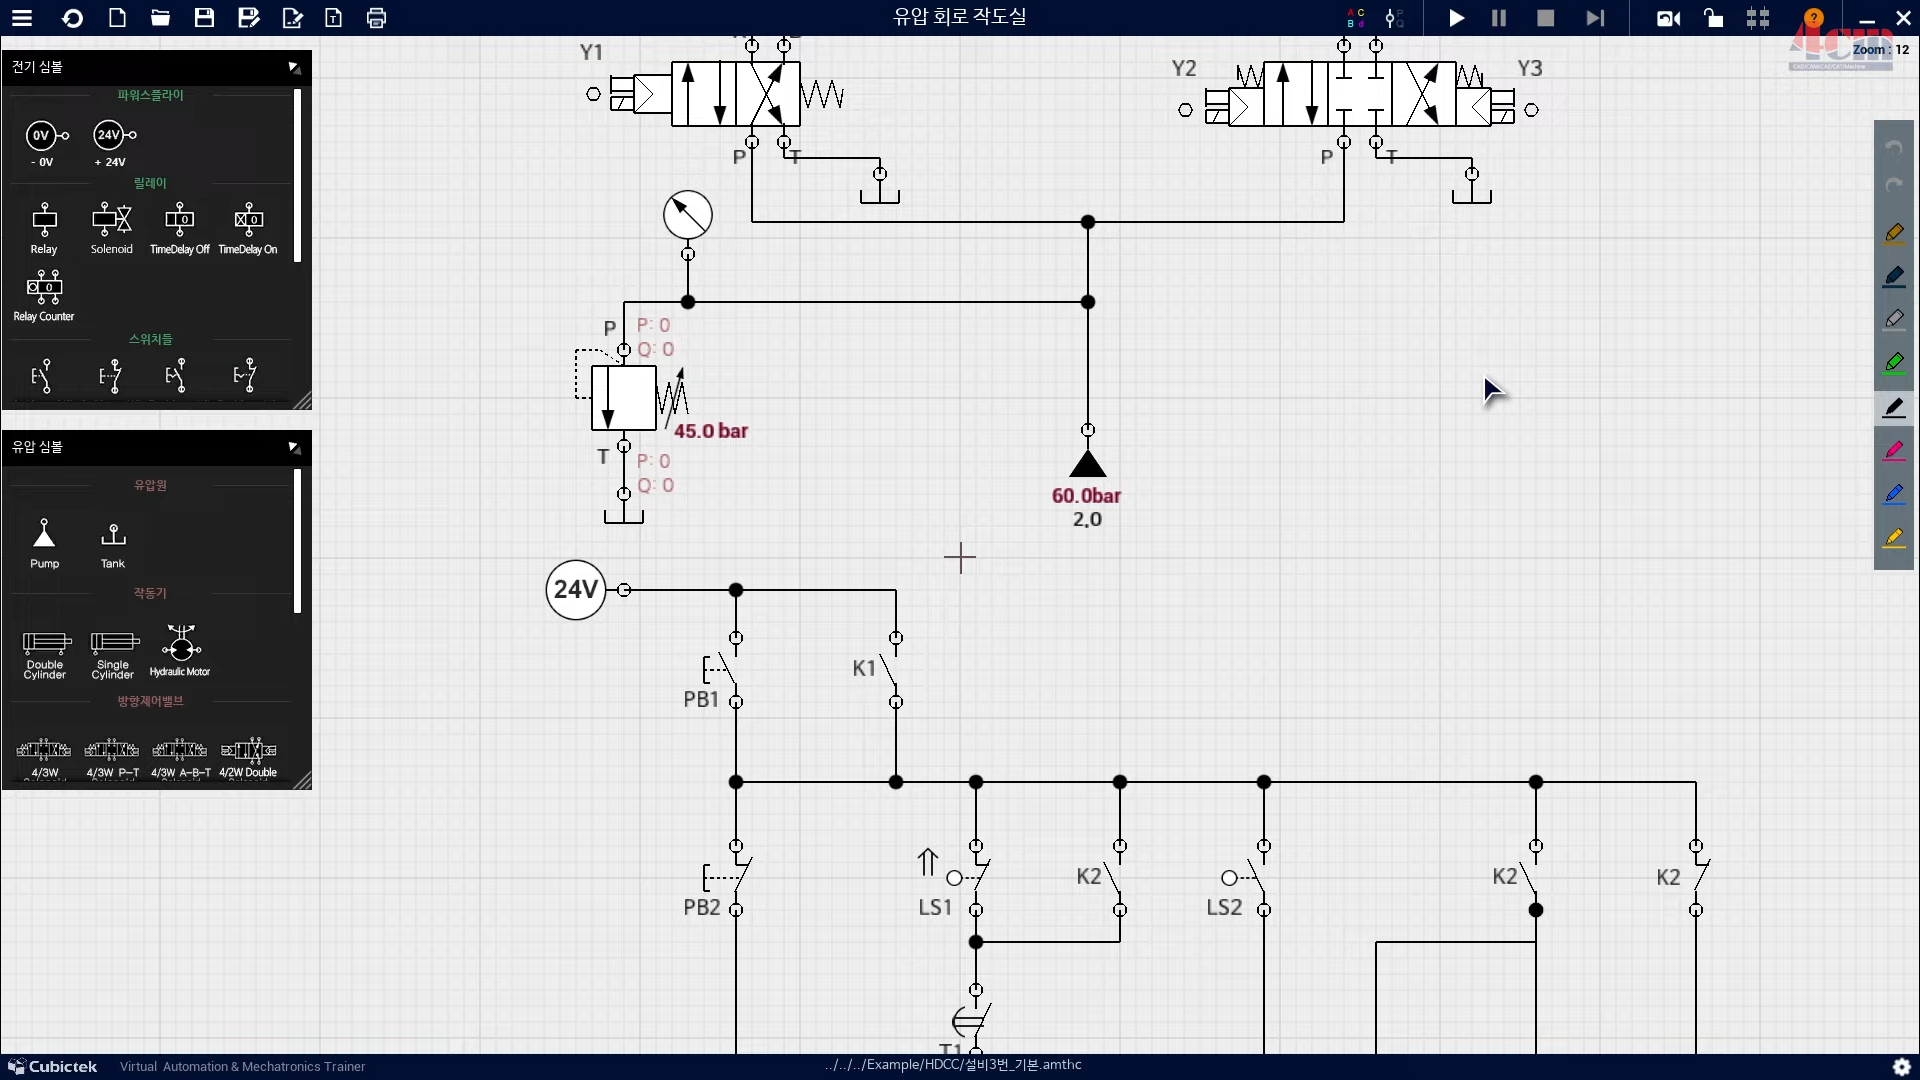 유압 회로 작도실
Zoom : 12
전기 심볼
파워스플라이
0V
24V
- 0V
+ 24V
릴레이
Relay
Solenoid
TimeDelay Off
TimeDelay On
Relay Counter
스위치들
유압 심볼
유압원
Pump
Tank
작동기
Double Cylinder
Single Cylinder
Hydraulic Motor
방향제어밸브
4/3W
4/3W P-T
4/3W A-B-T
4/2W Double
Y1
Y2
Y3
P
T
P
T
P
P: 0
Q: 0
45.0 bar
T
P: 0
Q: 0
60.0bar
2,0
24V
PB1
K1
PB2
LS1
K2
LS2
K2
K2
T1
Cubictek
Virtual Automation & Mechatronics Trainer
../../../Example/HDCC/설비3번_기본.amthc